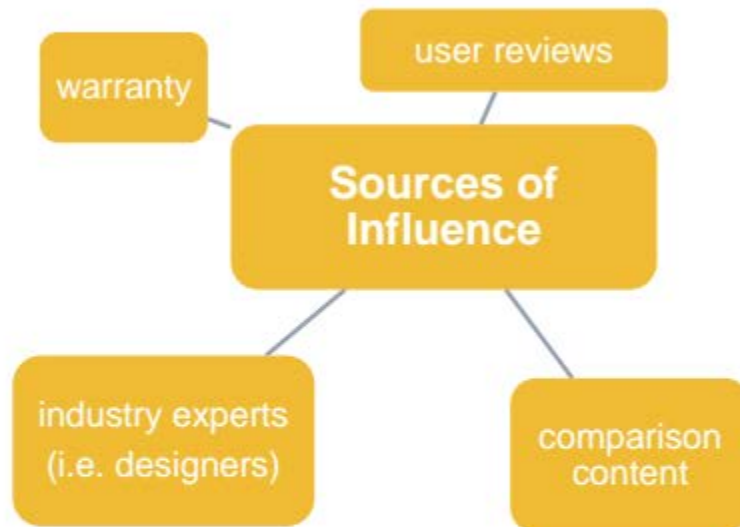 user reviews
warranty
Sources of
Influence
industry experts
(i.e. designers)
comparison
content